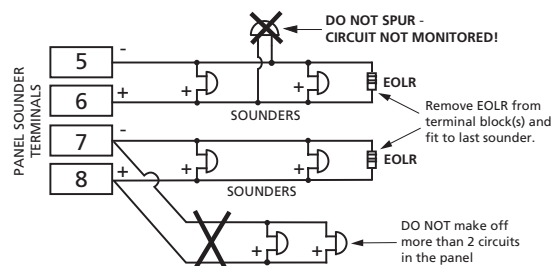 DO NOT SPUR -
CIRCUIT NOT MONITORED!
PANEL SOUNDER
TERMINALS
5
-
6
+
+
+
EOLR
SOUNDERS
Remove EOLR from
terminal block(s) and
fit to last sounder.
7
-
8
+
+
+
EOLR
SOUNDERS
+
+
DO NOT make off
more than 2 circuits
in the panel